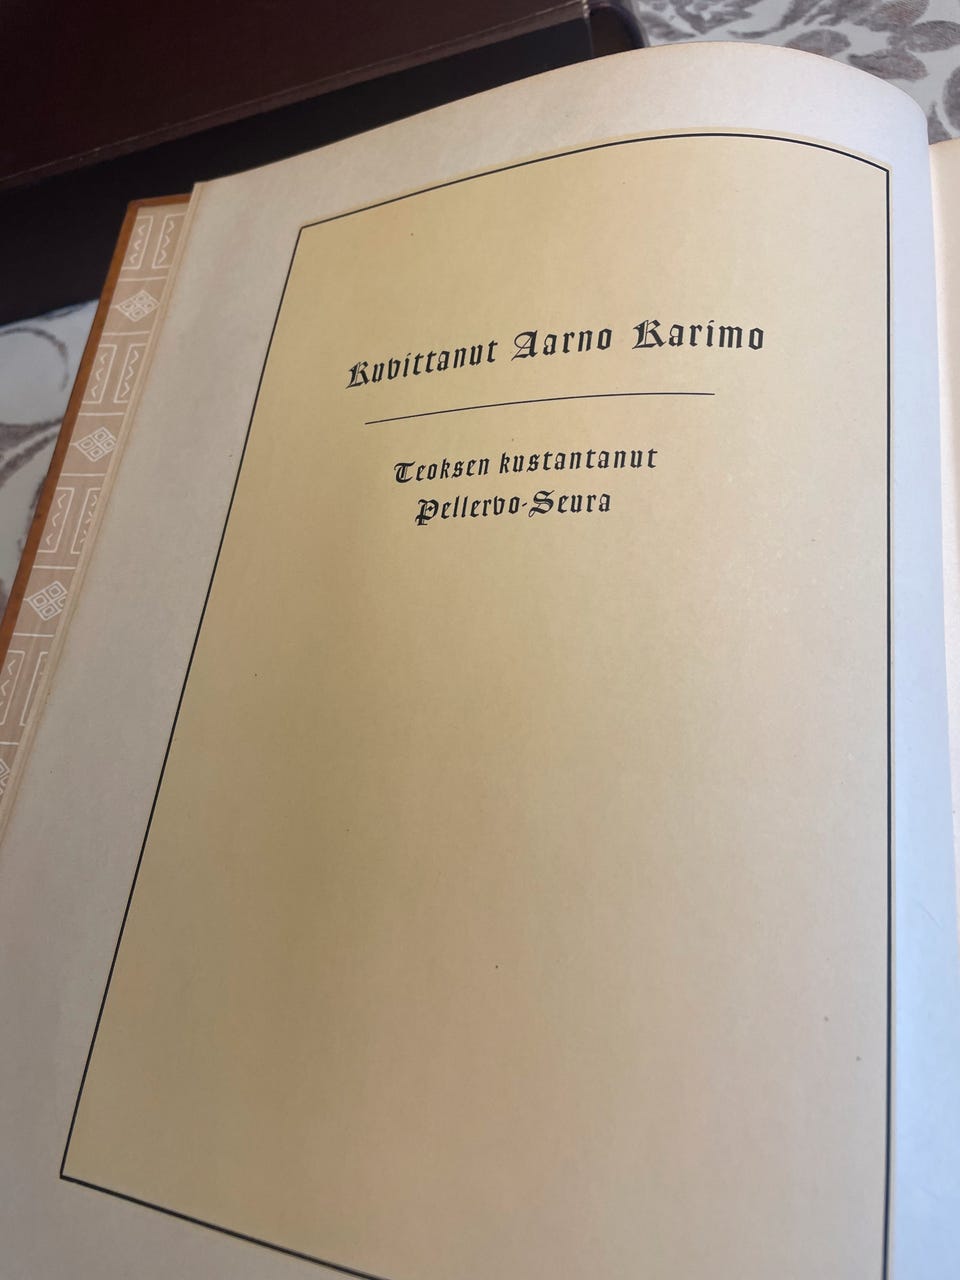 Kuvittanut Aarno Karimo
Teoksen kustantanut
Pellervo-Seura